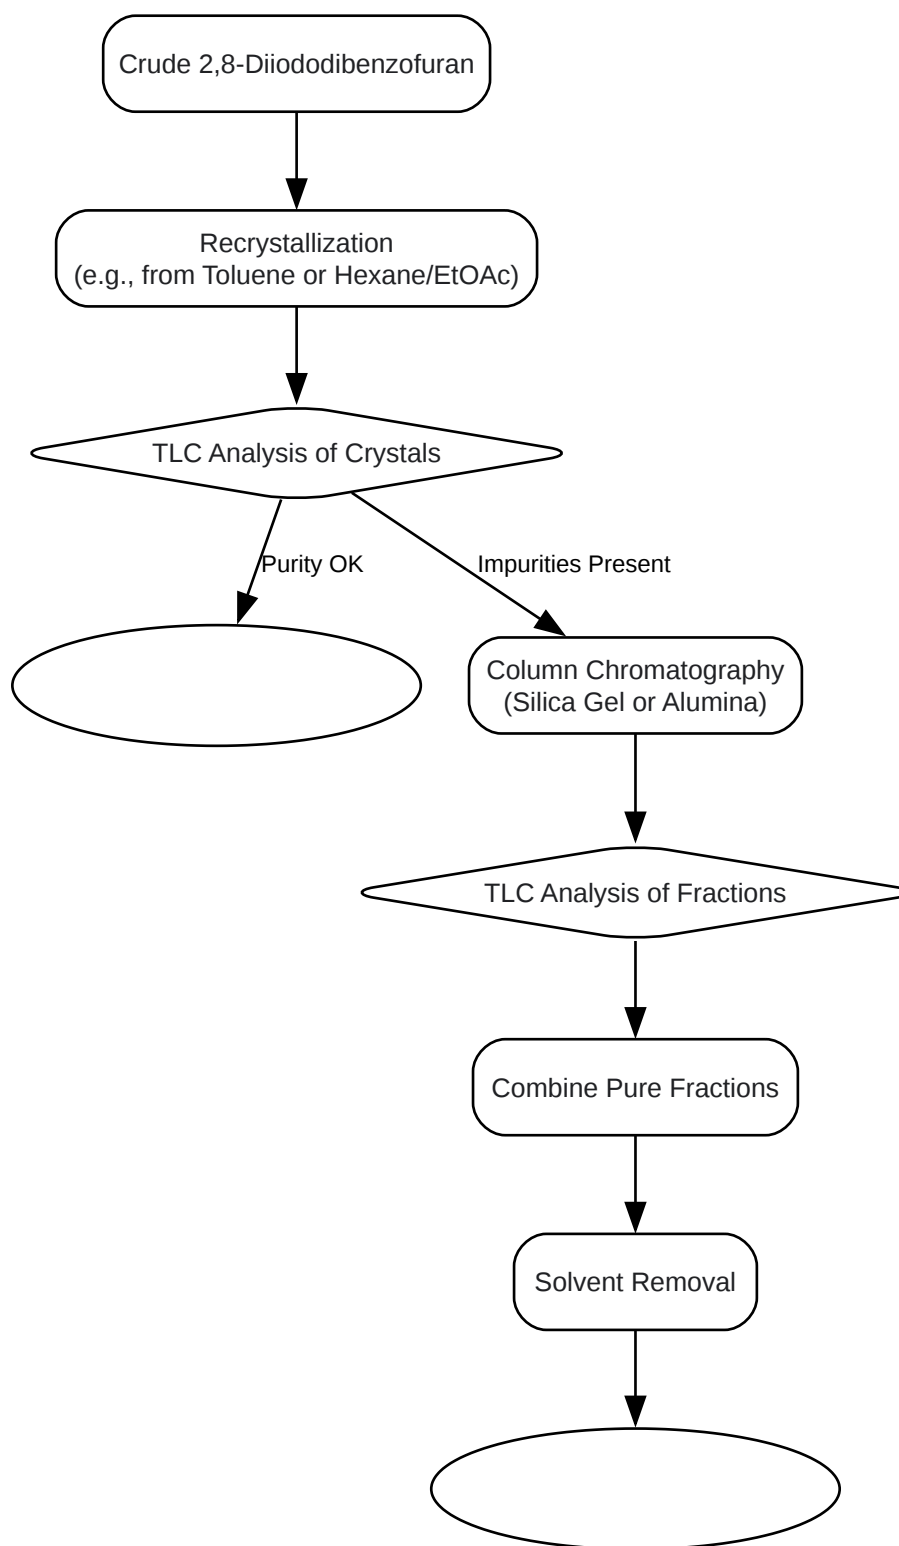 Crude 2,8-Diiododibenzofuran
Recrystallization
(e.g., from Toluene or Hexane/EtOAc)
TLC Analysis of Crystals
Purity OK
Impurities Present
Column Chromatography
(Silica Gel or Alumina)
TLC Analysis of Fractions
Combine Pure Fractions
Solvent Removal